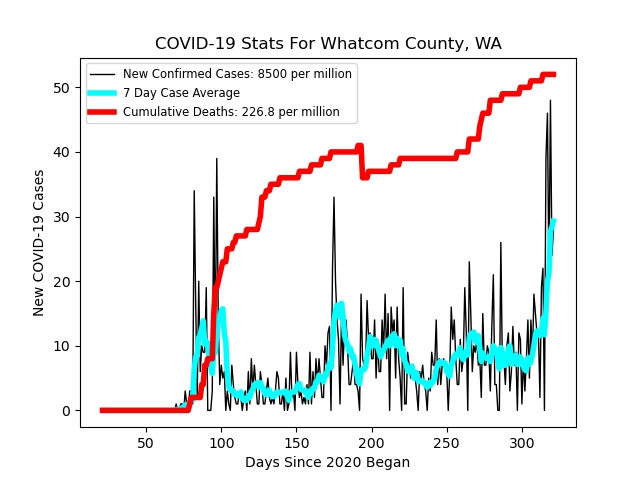 COVID-19 Stats For Whatcom County, WA
New Confirmed Cases: 8500 per million
7 Day Case Average
Cumulative Deaths: 226.8 per million
New COVID-19 Cases
50
40
30
20
10
0
50 100 150 200 250 300
Days Since 2020 Began